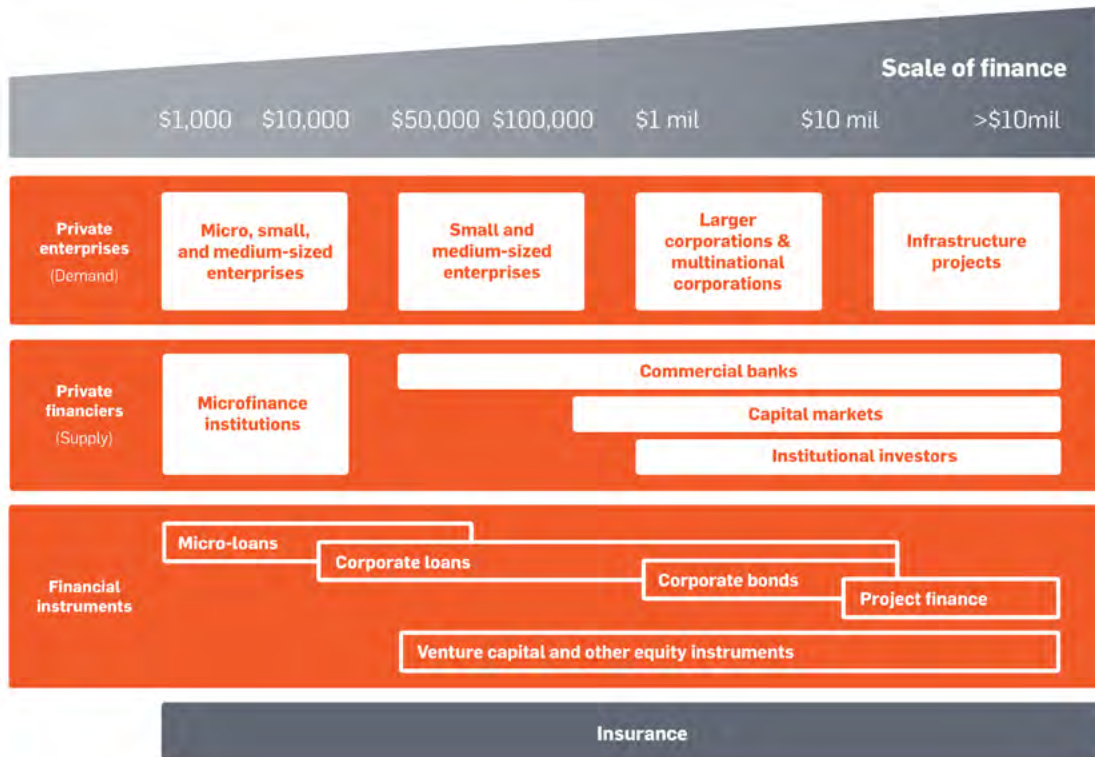 Scale of finance
$1,000 $10,000 $50,000 $100,000 $1 mil $10 mil >$10mil
Private
enterprises
(Demand)
Micro, small,
and medium-sized
enterprises
Small and
medium-sized
enterprises
Larger
corporations &
multinational
corporations
Infrastructure
projects
Private
financiers
(Supply)
Microfinance
institutions
Commercial banks
Capital markets
Institutional investors
Financial
instruments
Micro-loans
Corporate loans
Corporate bonds
Project finance
Venture capital and other equity instruments
Insurance